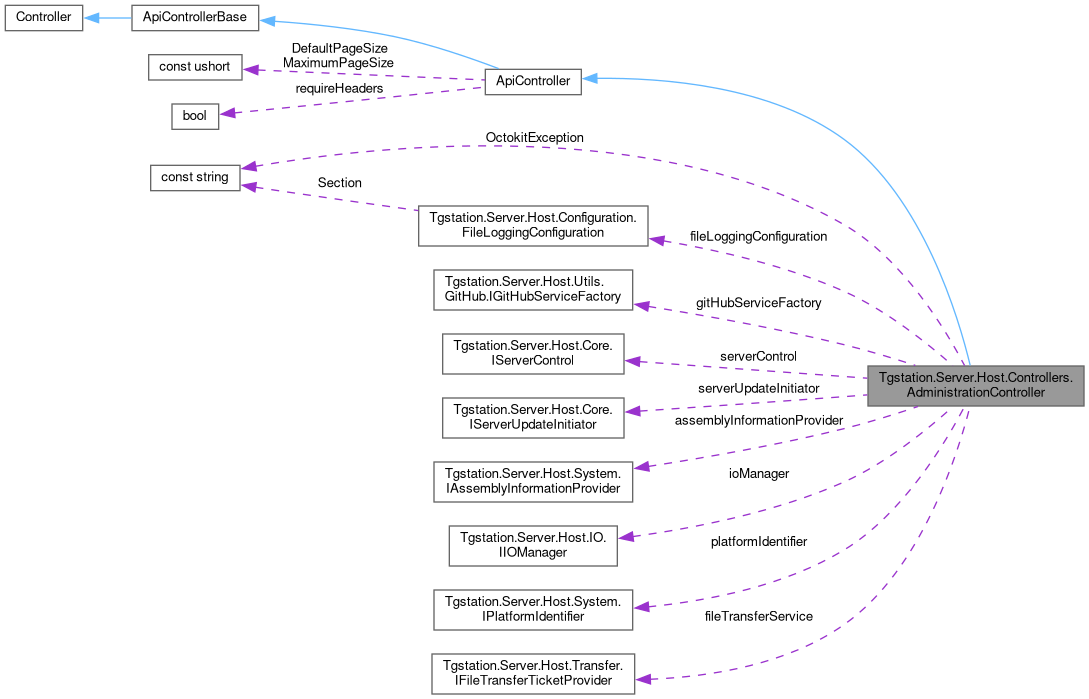 Controller
ApiControllerBase
DefaultPageSize
MaximumPageSize
const ushort
ApiController
requireHeaders
bool
OctokitException
const string
Section
Tgstation.Server.Host.Configuration.
FileLoggingConfiguration
fileLoggingConfiguration
Tgstation.Server.Host.Utils.
GitHub.IGitHubServiceFactory
gitHubServiceFactory
Tgstation.Server.Host.Core.
IServerControl
serverControl
Tgstation.Server.Host.Controllers.
AdministrationController
serverUpdateInitiator
Tgstation.Server.Host.Core.
IServerUpdateInitiator
assemblyInformationProvider
Tgstation.Server.Host.System.
IAssemblyInformationProvider
ioManager
Tgstation.Server.Host.IO.
IIOManager
platformIdentifier
Tgstation.Server.Host.System.
IPlatformIdentifier
fileTransferService
Tgstation.Server.Host.Transfer.
IFileTransferTicketProvider